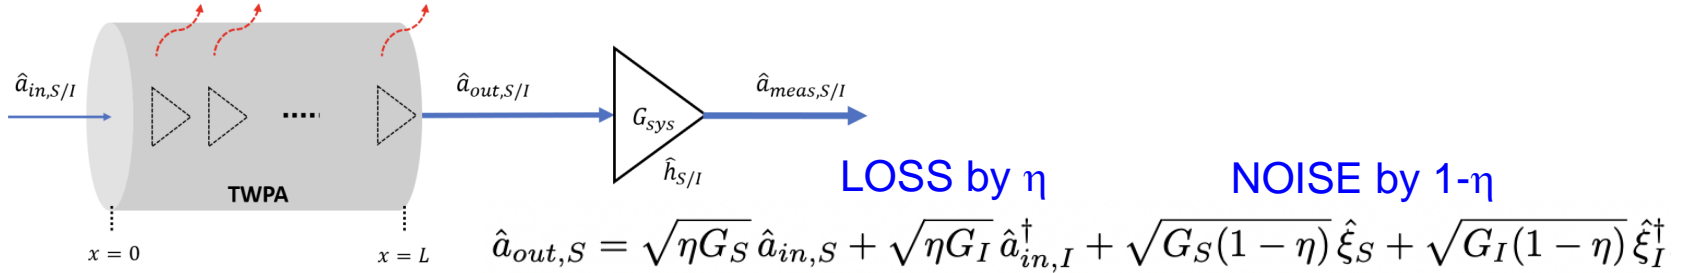 â_{in,S/I}
TWPA
x = 0
x = L
â_{out,S/I}
G_{sys}
ĥ_{S/I}
â_{meas,S/I}
LOSS by η
NOISE by 1-η
â_{out,S} = √(ηG_S) â_{in,S} + √(ηG_I) â†_{in,I} + √(G_S(1 − η)) ξ̂_S + √(G_I(1 − η)) ξ̂†_I